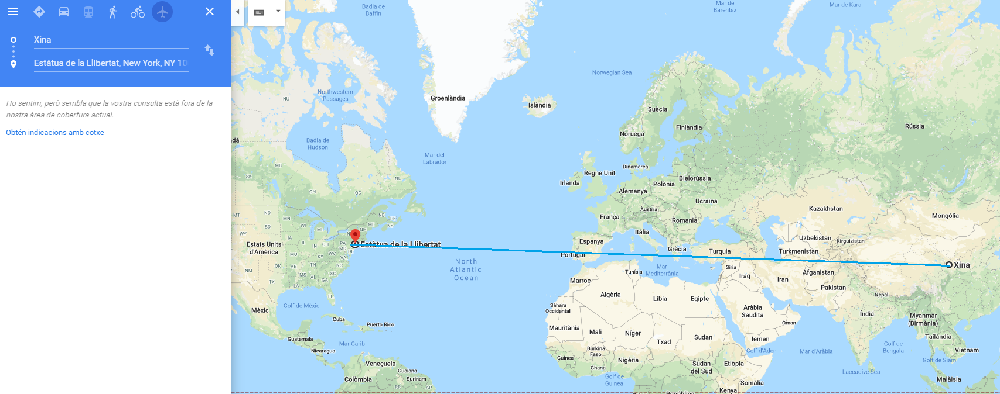 Xina
Estàtua de la Llibertat, New York, NY 10
Ho sentim, però sembla que la vostra consulta està fora de la
nostra àrea de cobertura actual.
Obtén indicacions amb cotxe
Badia de
Baffin
Mar de
Barentsz
Mar de Kara
Norwegian Sea
Northwestern
Passages
NU
Groenlàndia
Islàndia
Suècia
Finlàndia
Noruega
Rússia
adà
Badia de
Hudson
Mar del
Labrador
MB
SK
NL
ON
QC
Dinamarca
Regne Unit
Irlanda
Bielorússia
Polònia
Alemanya
Ucraïna
Àustria
França
Romania
Kazakhstan
Mongòlia
MT
ND
MN
SD
WI
MI
WY
NB
PE
NS
ME
NH
Itàlia
Uzbekistan
Kirguizistan
Estàtua de la Llibertat
Estats Units
d'Amèrica
IA
NE
IL
IN
OH
PA
MD
DE
KS
MO
KY
WV
VA
Espanya
Portugal
Grècia
Turquia
Turkmenistan
Xina
North
Atlantic
Ocean
NM
OK
AR
TN
NC
MS
SC
TX
AL
GA
LA
FL
Tunísia
Mar
Mediterrània
Síria
Iraq
Iran
Afganistan
Pakistan
Nepal
Marroc
Algèria
Líbia
Egipte
Mèxic
Golf de Mèxic
Sàhara
Occidental
Aràbia
Saudita
Índia
Myanmar
(Birmània)
Cuba
Puerto Rico
Oman
Mauritània
Mali
Níger
Txad
Sudan
Iemen
Tailàndia
Guatemala
Mar Carib
Nicaragua
Burkina
Faso
Golf d'Aden
Mar d'Aràbia
Golf de
Bengala
Vietnam
Guinea
Nigèria
Ghana
Sudan
del Sud
Etiòpia
Golf de Siam
Veneçuela
Guaiana
Surinam
Golf de
Guinea
Laccadive Sea
Colòmbia
RR
AP
Somàlia
Malàisia
Kenya
República